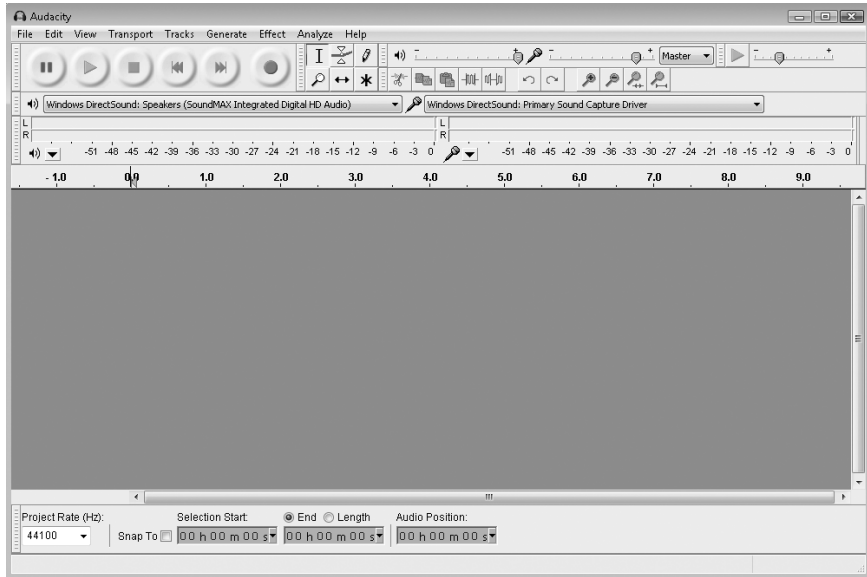 Audacity
File Edit View Transport Tracks Generate Effect Analyze Help
Master
Windows DirectSound: Speakers (SoundMAX Integrated Digital HD Audio) Windows DirectSound: Primary Sound Capture Driver
L L
R R
-51 -48 -45 -42 -39 -36 -33 -30 -27 -24 -21 -18 -15 -12 -9 -6 -3 0 -51 -48 -45 -42 -39 -36 -33 -30 -27 -24 -21 -18 -15 -12 -9 -6 -3 0
- 1.0 0.0 1.0 2.0 3.0 4.0 5.0 6.0 7.0 8.0 9.0
Project Rate (Hz): Selection Start: End Length Audio Position:
44100 Snap To 00 h 00 m 00 s 00 h 00 m 00 s 00 h 00 m 00 s